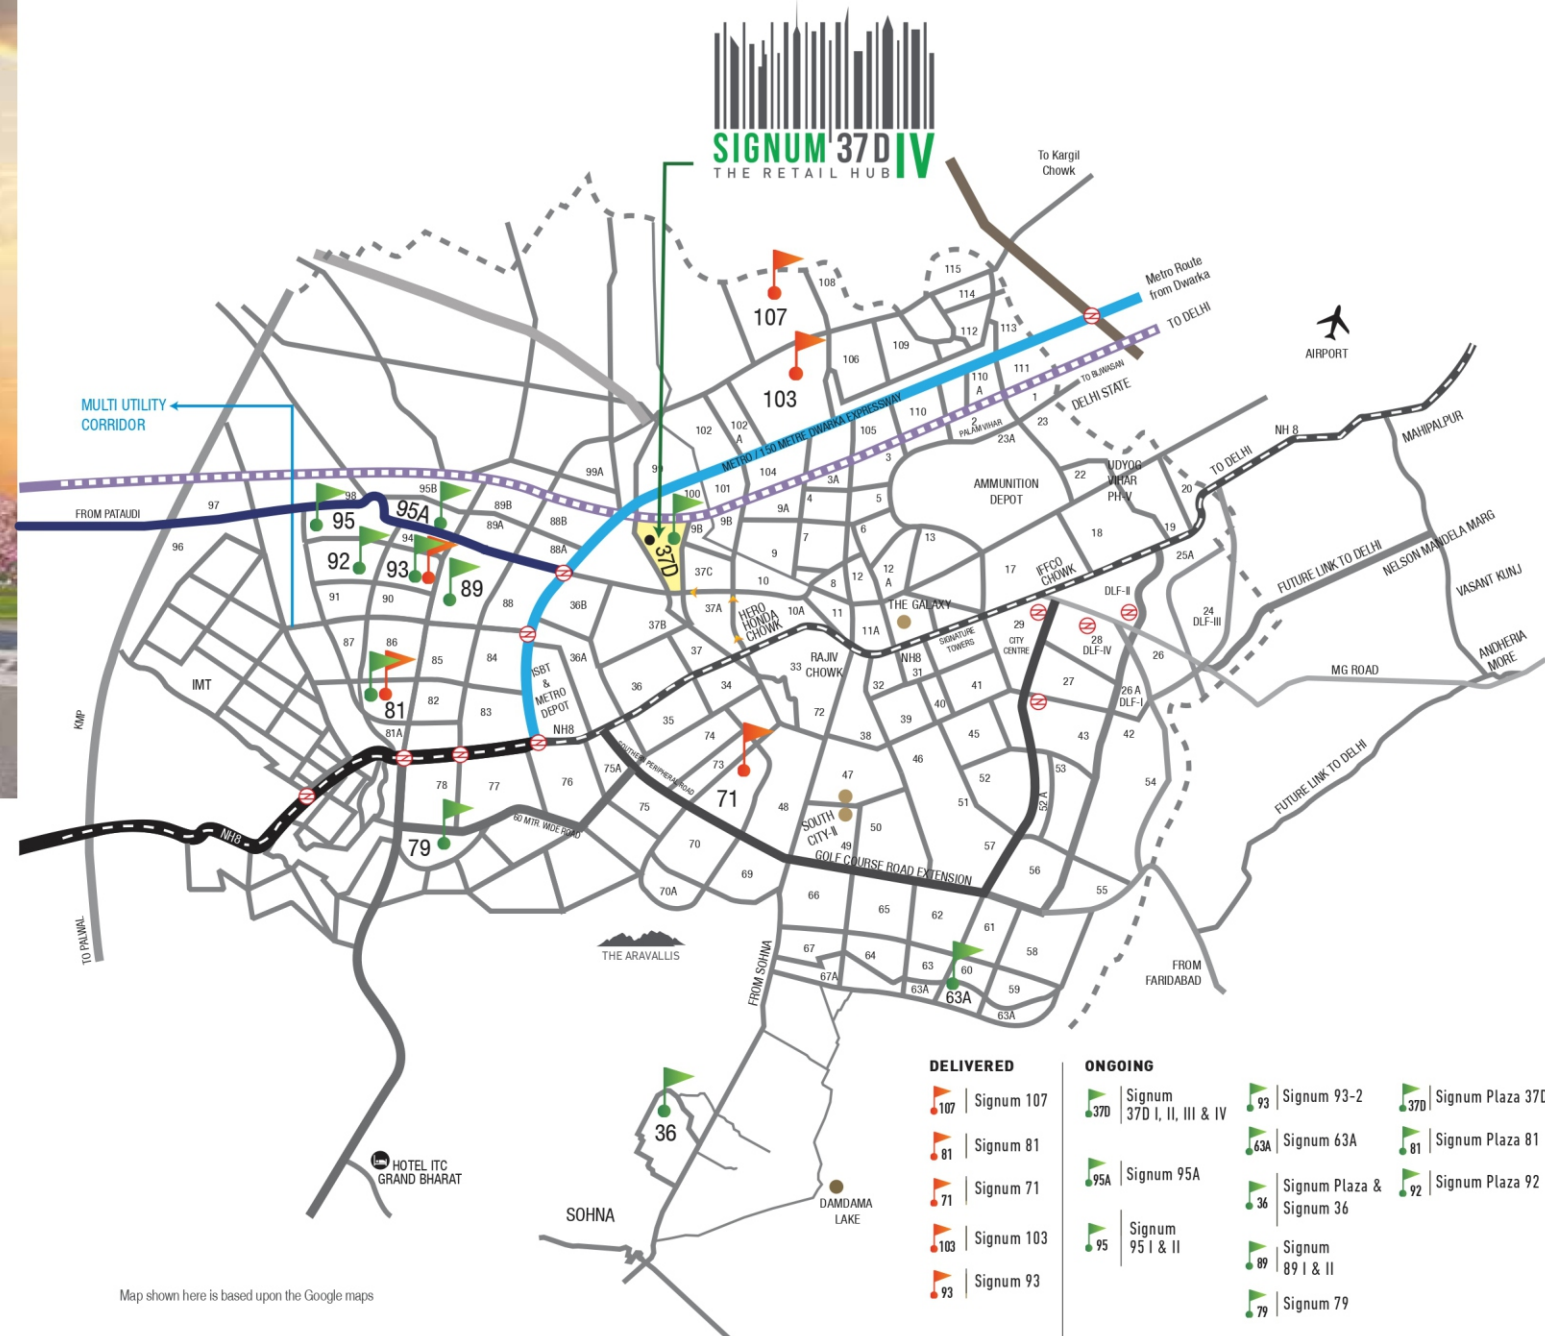 SIGNUM 37D IV
THE RETAIL HUB
To Kargil
Chowk
Metro Route
from Dwarka
TO DELHI
AIRPORT
115
114
108
107
112
113
109
106
111
103
110
A
TO BIJWASAN
DELHI STATE
1
MULTI UTILITY
CORRIDOR
110
2
PALAM VIHAR
23
NH 8
MAHIPALPUR
102
102
A
105
23A
METRO / 150 METRE DWARKA EXPRESSWAY
TO DELHI
99A
99
104
3
3A
AMMUNITION
DEPOT
22
UDYOG
VIHAR
PH-V
20
95B
98
97
100
101
4
5
FROM PATAUDI
95
95A
89B
89A
88B
9B
9B
9A
6
7
13
18
19
NELSON MANDELA MARG
96
92
94
93
88A
37D
9
17
IFFCO
CHOWK
25A
FUTURE LINK TO DELHI
VASANT KUNJ
89
37C
10
8
12
12
A
DLF-II
91
90
88
36B
37A
HERO
HONDA
CHOWK
10A
11
THE GALAXY
24
DLF-III
37B
11A
SIGNATURE
TOWERS
29
CITY
CENTRE
28
DLF-IV
26
ANDHERIA
MORE
87
86
85
84
36A
37
33
RAJIV
CHOWK
NH8
31
MG ROAD
IMT
81
82
83
ISBT
&
METRO
DEPOT
36
34
32
41
27
26 A
DLF-I
KMP
81A
NH8
35
72
39
40
74
38
45
43
42
SOUTHERN PERIPHERAL ROAD
73
46
78
77
76
75A
71
47
52
53
54
FUTURE LINK TO DELHI
75
48
51
52 A
NH8
79
60 MTR. WIDE ROAD
SOUTH
CITY-II
50
49
57
70
69
GOLF COURSE ROAD EXTENSION
56
55
70A
66
65
62
61
TO PALWAL
THE ARAVALLIS
FROM SOHNA
67
64
63
60
58
67A
63A
63A
59
63A
FROM
FARIDABAD
36
HOTEL ITC
GRAND BHARAT
SOHNA
DAMDAMA
LAKE
DELIVERED
107 Signum 107
81 Signum 81
71 Signum 71
103 Signum 103
93 Signum 93
ONGOING
37D Signum
37D I, II, III & IV
95A Signum 95A
95 Signum
95 I & II
93 Signum 93-2
63A Signum 63A
36 Signum Plaza &
Signum 36
89 Signum
89 I & II
79 Signum 79
37D Signum Plaza 37D
81 Signum Plaza 81
92 Signum Plaza 92
Map shown here is based upon the Google maps